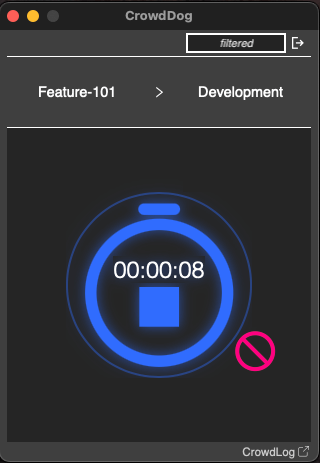 CrowdDog
filtered
Feature-101 > Development
00:00:08
CrowdLog